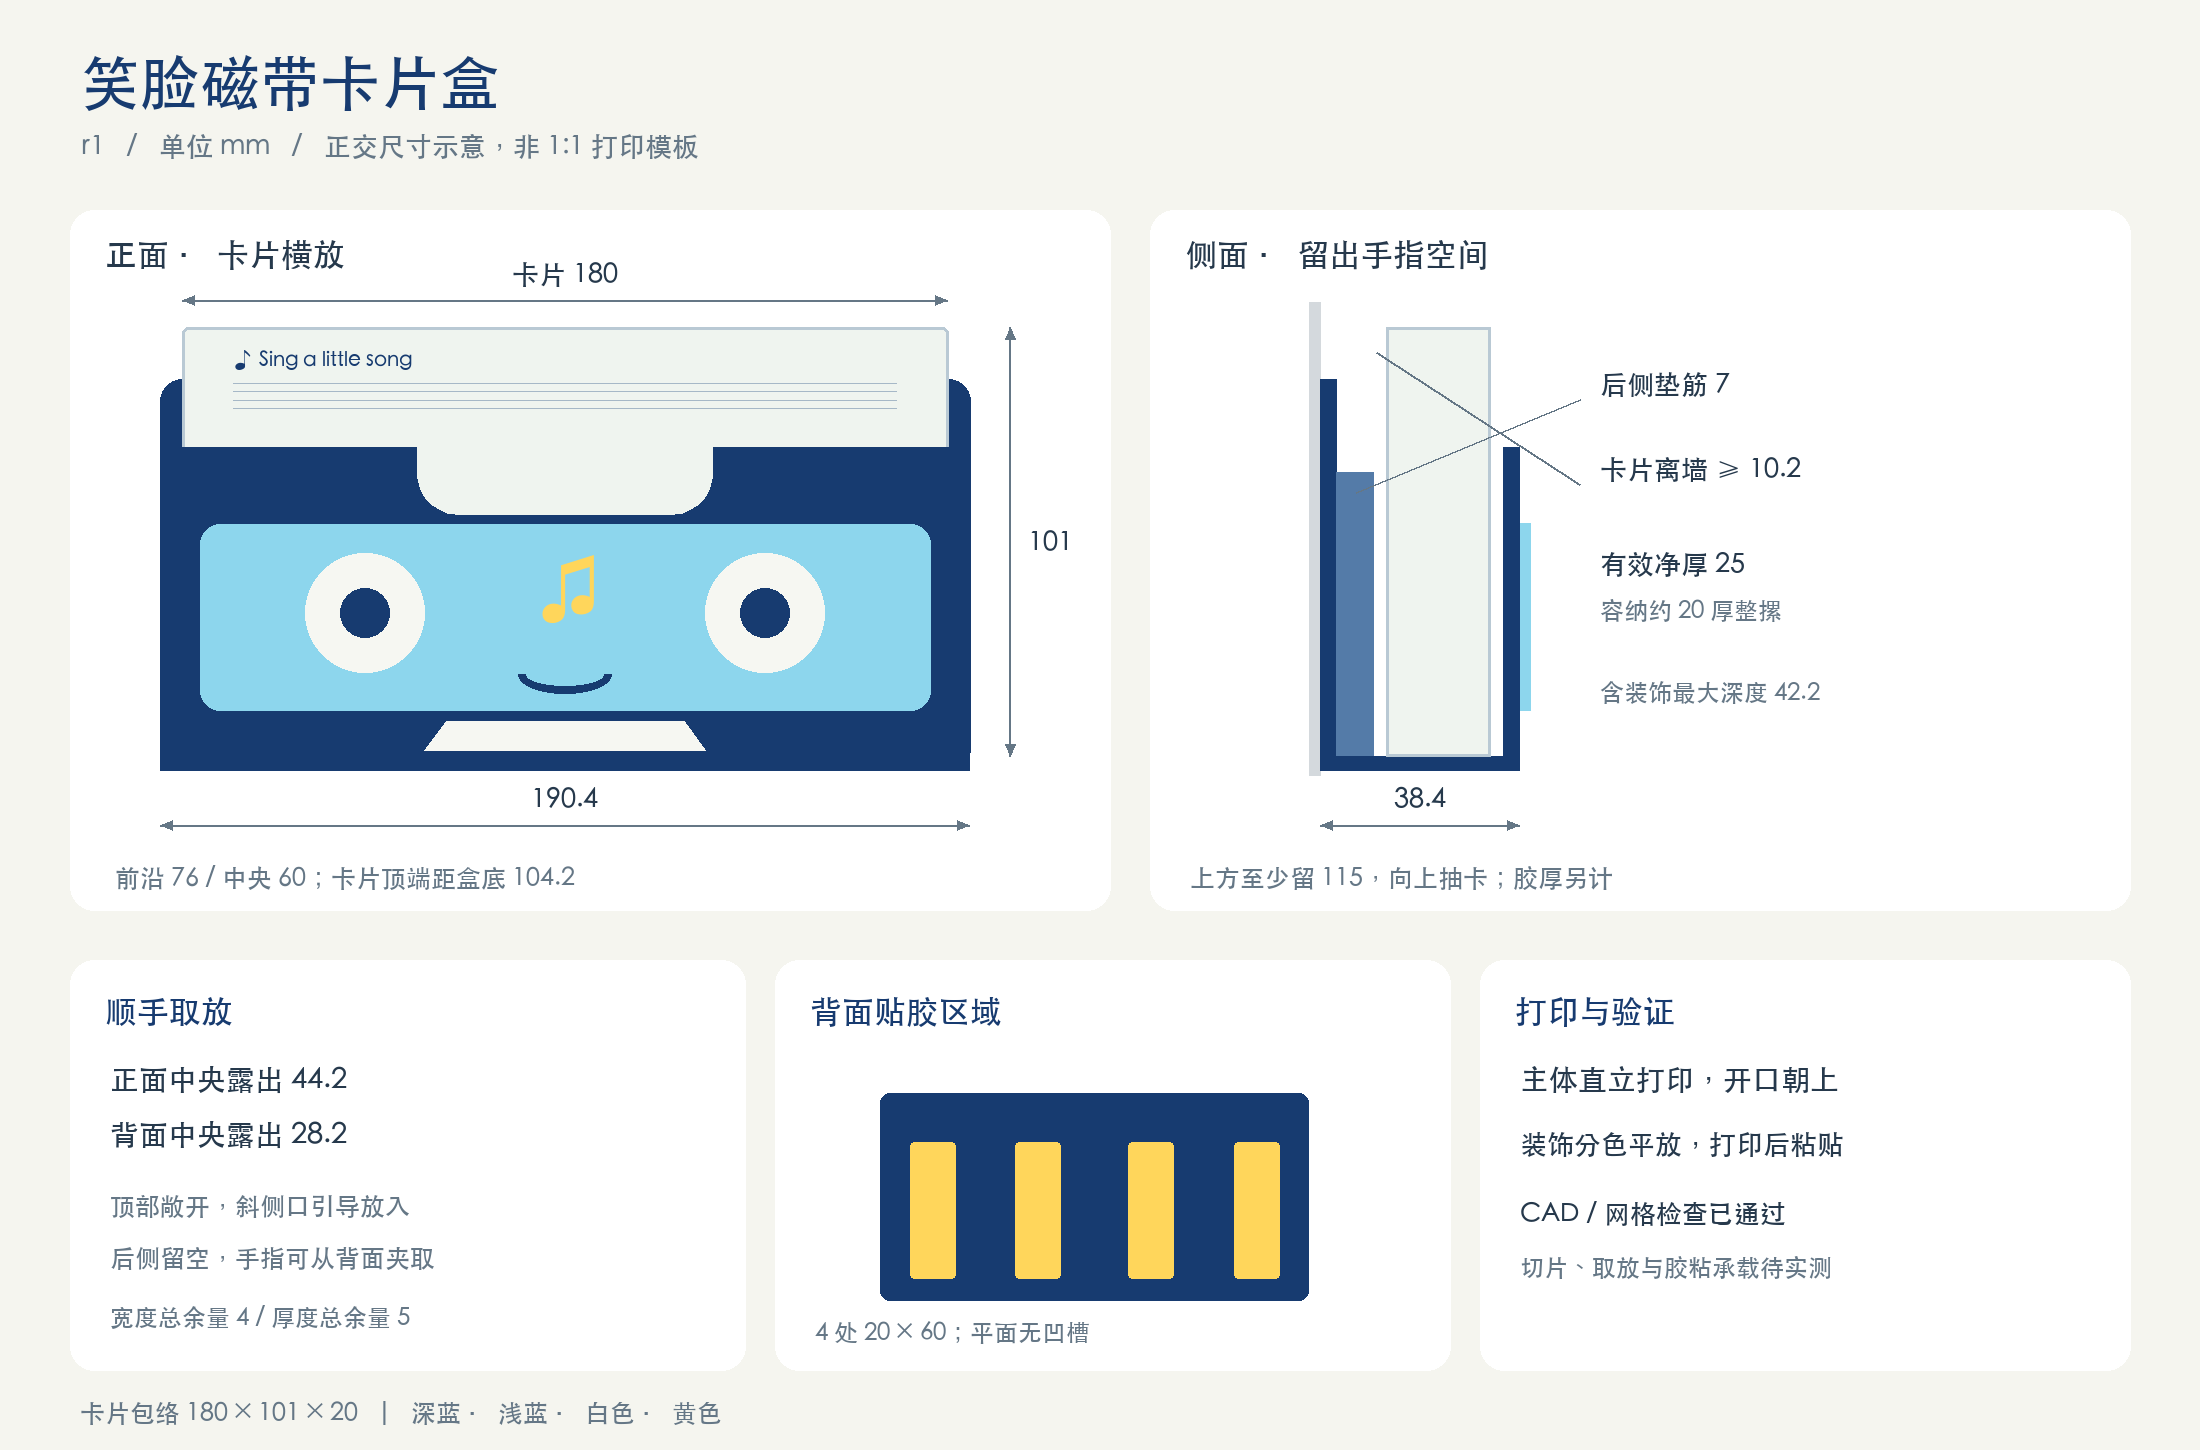 笑脸磁带卡片盒
r1 / 单位 mm / 正交尺寸示意，非 1:1 打印模板
正面· 卡片横放
卡片 180
♪ Sing a little song
101
190.4
前沿 76 / 中央 60；卡片顶端距盒底 104.2
侧面· 留出手指空间
后侧垫筋 7
卡片离墙 ⩾ 10.2
有效净厚 25
容纳约 20 厚整摞
含装饰最大深度 42.2
38.4
上方至少留 115，向上抽卡；胶厚另计
顺手取放
正面中央露出 44.2
背面中央露出 28.2
顶部敞开，斜侧口引导放入
后侧留空，手指可从背面夹取
宽度总余量 4 / 厚度总余量 5
背面贴胶区域
4 处 20 × 60；平面无凹槽
打印与验证
主体直立打印，开口朝上
装饰分色平放，打印后粘贴
CAD / 网格检查已通过
切片、取放与胶粘承载待实测
卡片包络 180 × 101 × 20 | 深蓝· 浅蓝· 白色· 黄色